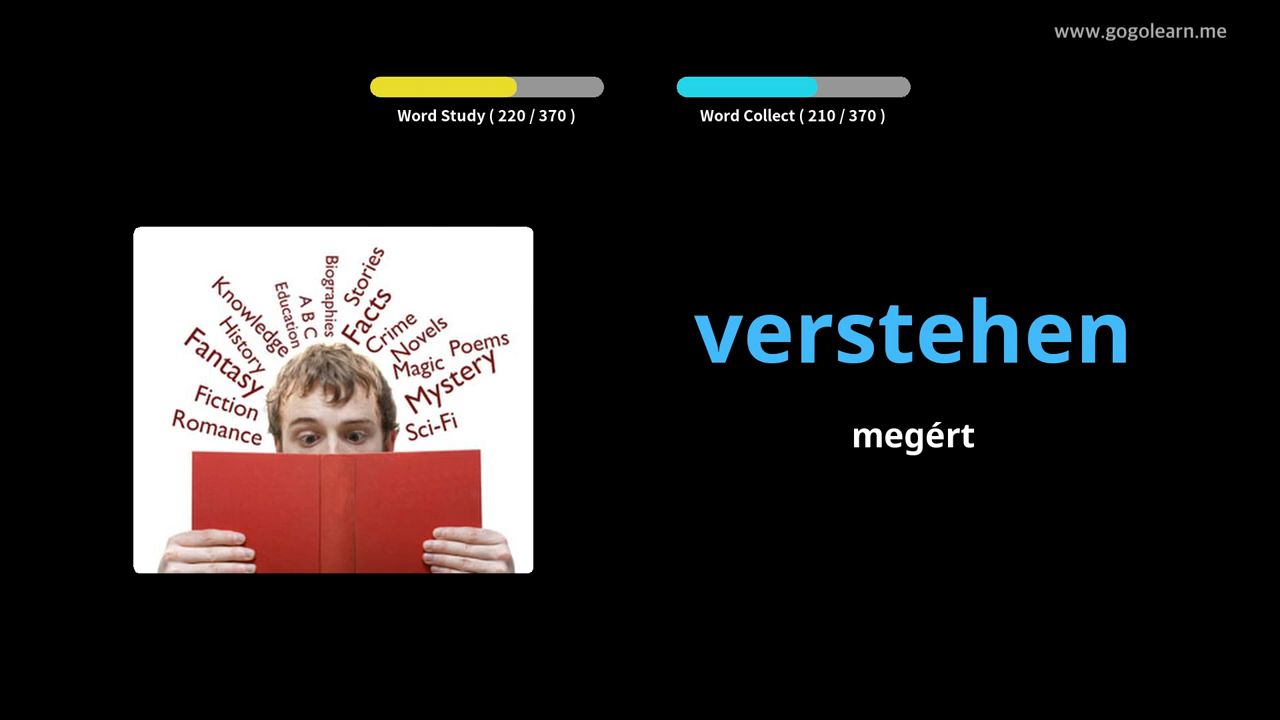 www.gogolearn.me
Word Study ( 220 / 370 )
Word Collect ( 210 / 370 )
Biographies
Stories
Education
A B C
Facts
Knowledge
Crime
History
Novels
Poems
Fantasy
Magic
Mystery
Fiction
Romance
Sci-Fi
verstehen
megért